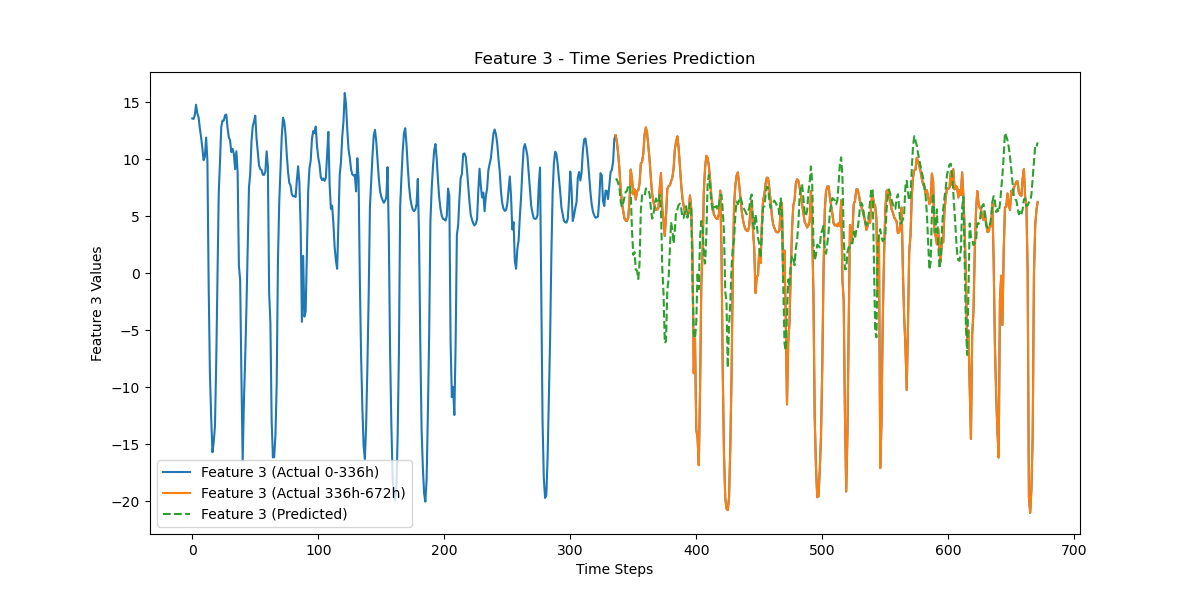 Feature 3 - Time Series Prediction
Feature 3 Values
15
10
5
0
−5
−10
−15
−20
Feature 3 (Actual 0-336h)
Feature 3 (Actual 336h-672h)
Feature 3 (Predicted)
0 100 200 300 400 500 600 700
Time Steps